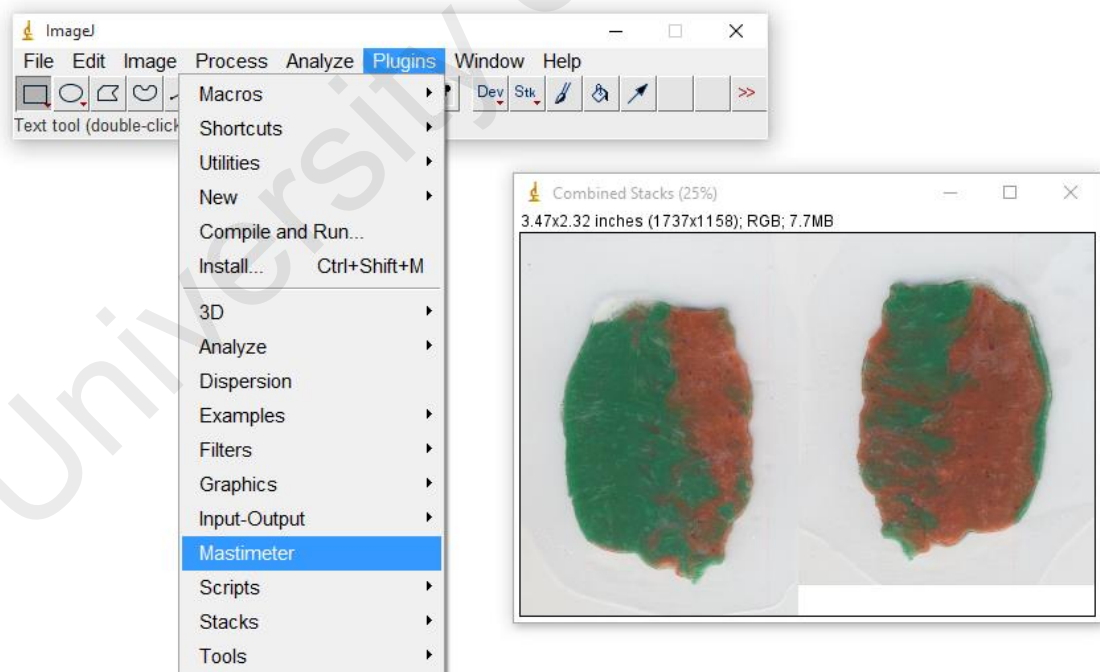 ImageJ
File Edit Image Process Analyze Plugins Window Help
Dev Stk >>
Text tool (double-click
Macros
Shortcuts
Utilities
New
Compile and Run...
Install... Ctrl+Shift+M
3D
Analyze
Dispersion
Examples
Filters
Graphics
Input-Output
Mastimeter
Scripts
Stacks
Tools
Combined Stacks (25%)
3.47x2.32 inches (1737x1158); RGB; 7.7MB
University